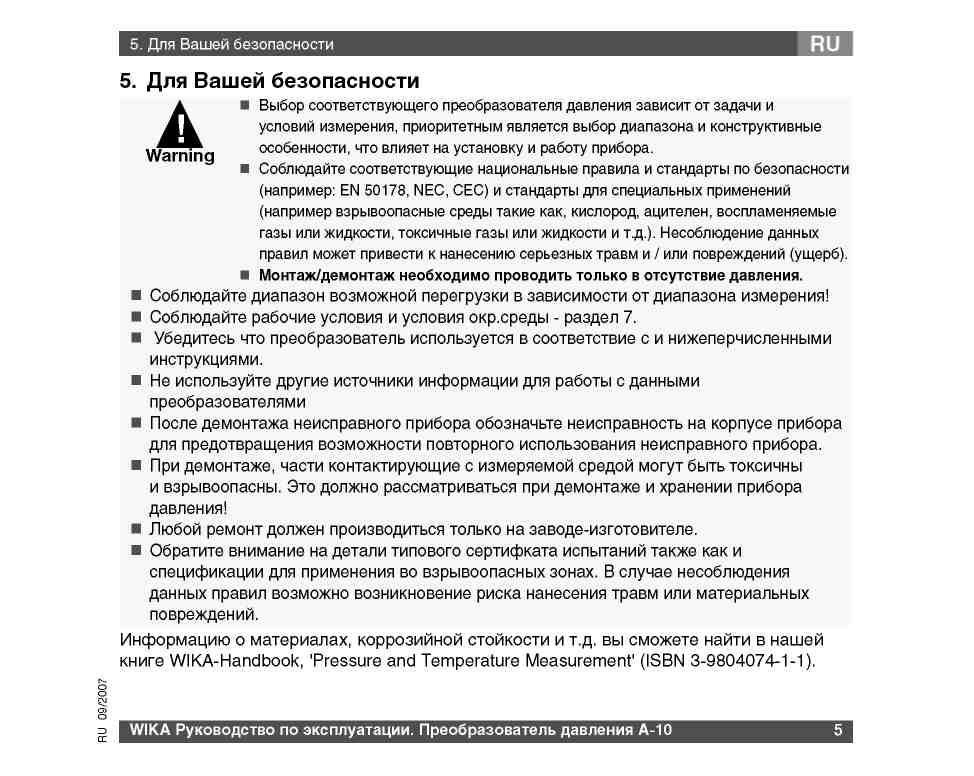 5. Для Вашей безопасности
RU
5. Для Вашей безопасности
Warning
■ Выбор соответствующего преобразователя давления зависит от задачи и
условий измерения, приоритетным является выбор диапазона и конструктивные
особенности, что влияет на установку и работу прибора.
■ Соблюдайте соответствующие национальные правила и стандарты по безопасности
(например: EN 50178, NEC, CEC) и стандарты для специальных применений
(например взрывоопасные среды такие как, кислород, ацителен, воспламеняемые
газы или жидкости, токсичные газы или жидкости и т.д.). Несоблюдение данных
правил может привести к нанесению серьезных травм и / или повреждений (ущерб).
■ Монтаж/демонтаж необходимо проводить только в отсутствие давления.
■ Соблюдайте диапазон возможной перегрузки в зависимости от диапазона измерения!
■ Соблюдайте рабочие условия и условия окр.среды - раздел 7.
■ Убедитесь что преобразователь используется в соответствие с и нижеперчисленными
инструкциями.
■ Не используйте другие источники информации для работы с данными
преобразователями
■ После демонтажа неисправного прибора обозначьте неисправность на корпусе прибора
для предотвращения возможности повторного использования неисправного прибора.
■ При демонтаже, части контактирующие с измеряемой средой могут быть токсичны
и взрывоопасны. Это должно рассматриваться при демонтаже и хранении прибора
давления!
■ Любой ремонт должен производиться только на заводе-изготовителе.
■ Обратите внимание на детали типового сертифката испытаний также как и
спецификации для применения во взрывоопасных зонах. В случае несоблюдения
данных правил возможно возникновение риска нанесения травм или материальных
повреждений.
Информацию о материалах, коррозийной стойкости и т.д. вы сможете найти в нашей
книге WIKA-Handbook, 'Pressure and Temperature Measurement' (ISBN 3-9804074-1-1).
RU 09/2007
WIKA Руководство по эксплуатации. Преобразователь давления А-10
5